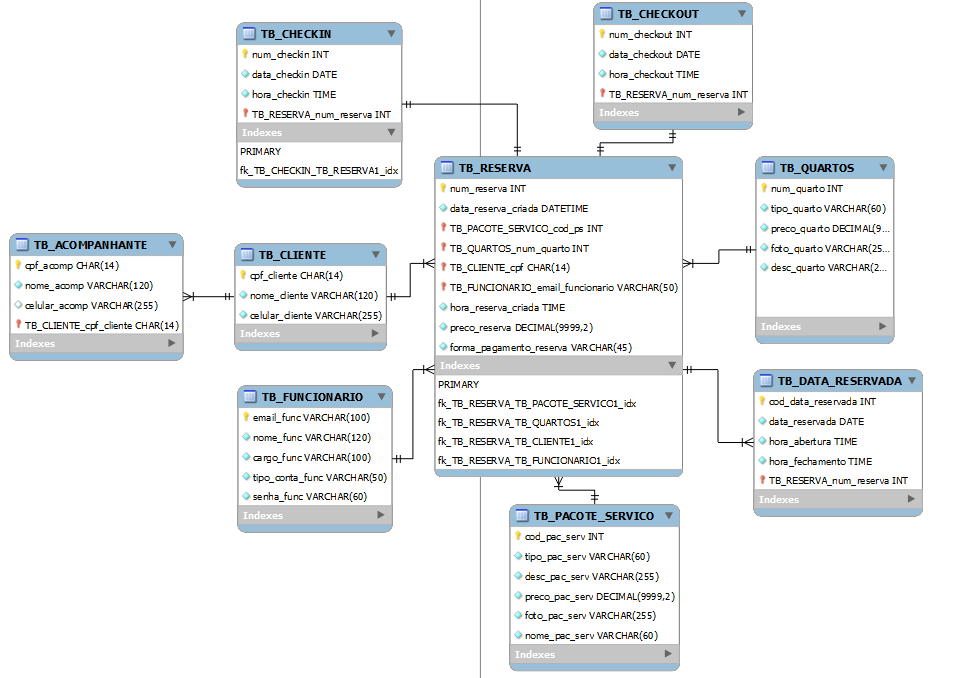 TB_CHECKIN
num_checkin INT
data_checkin DATE
hora_checkin TIME
TB_RESERVA_num_reserva INT
Indexes
PRIMARY
fk_TB_CHECKIN_TB_RESERVA1_idx
TB_CHECKOUT
num_checkout INT
data_checkout DATE
hora_checkout TIME
TB_RESERVA_num_reserva INT
Indexes
TB_RESERVA
num_reserva INT
data_reserva_criada DATETIME
TB_PACOTE_SERVICO_cod_ps INT
TB_QUARTOS_num_quarto INT
TB_CLIENTE_cpf CHAR(14)
TB_FUNCIONARIO_email_funcionario VARCHAR(50)
hora_reserva_criada TIME
preco_reserva DECIMAL(9999,2)
forma_pagamento_reserva VARCHAR(45)
Indexes
PRIMARY
fk_TB_RESERVA_TB_PACOTE_SERVICO1_idx
fk_TB_RESERVA_TB_QUARTOS1_idx
fk_TB_RESERVA_TB_CLIENTE1_idx
fk_TB_RESERVA_TB_FUNCIONARIO1_idx
TB_QUARTOS
num_quarto INT
tipo_quarto VARCHAR(60)
preco_quarto DECIMAL(9...
foto_quarto VARCHAR(25...
desc_quarto VARCHAR(2...
Indexes
TB_ACOMPANHANTE
cpf_acomp CHAR(14)
nome_acomp VARCHAR(120)
celular_acomp VARCHAR(255)
TB_CLIENTE_cpf_cliente CHAR(14)
Indexes
TB_CLIENTE
cpf_cliente CHAR(14)
nome_cliente VARCHAR(120)
celular_cliente VARCHAR(255)
Indexes
TB_FUNCIONARIO
email_func VARCHAR(100)
nome_func VARCHAR(120)
cargo_func VARCHAR(100)
tipo_conta_func VARCHAR(50)
senha_func VARCHAR(60)
Indexes
TB_DATA_RESERVADA
cod_data_reservada INT
data_reservada DATE
hora_abertura TIME
hora_fechamento TIME
TB_RESERVA_num_reserva INT
Indexes
TB_PACOTE_SERVICO
cod_pac_serv INT
tipo_pac_serv VARCHAR(60)
desc_pac_serv VARCHAR(255)
preco_pac_serv DECIMAL(9999,2)
foto_pac_serv VARCHAR(255)
nome_pac_serv VARCHAR(60)
Indexes